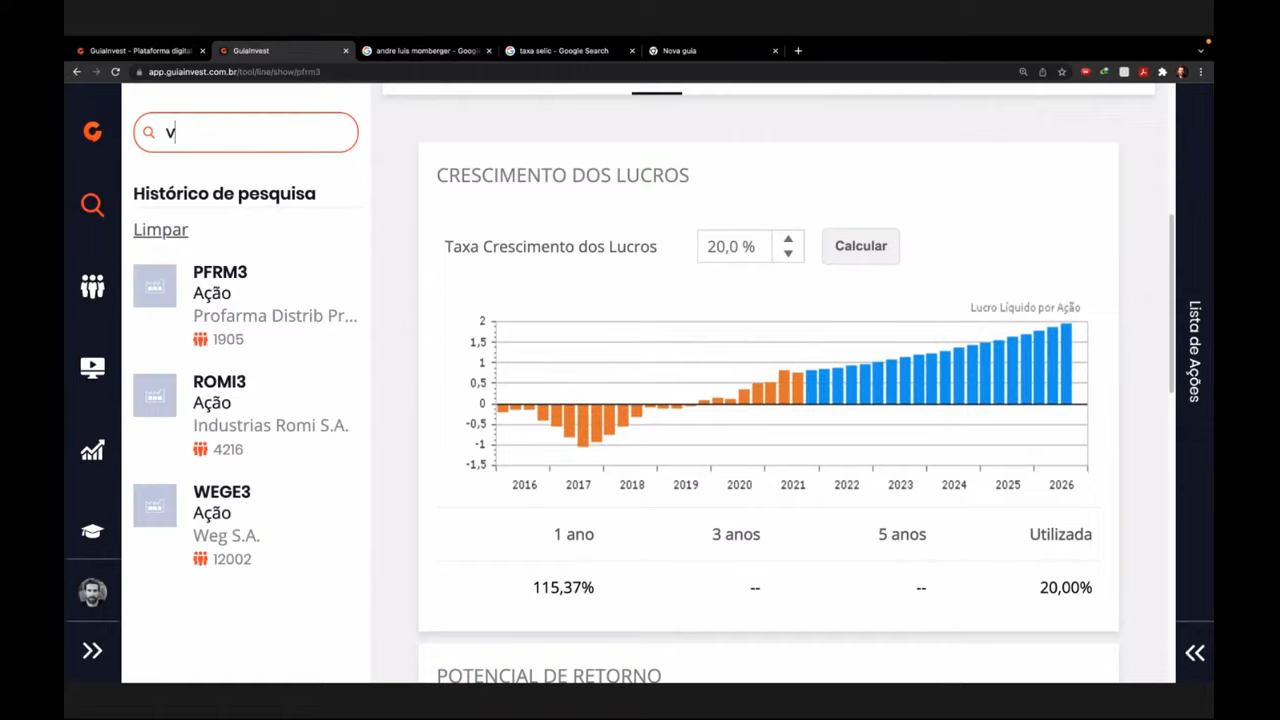 GuiaInvest - Plataforma digital
GuiaInvest
andre luis momberger - Goog
taxa selic - Google Search
Nova guia
app.guiainvest.com.br/tool/line/show/pfrm3
v
Histórico de pesquisa
Limpar
PFRM3
Ação
Profarma Distrib Pr...
1905
ROMI3
Ação
Industrias Romi S.A.
4216
WEGE3
Ação
Weg S.A.
12002
CRESCIMENTO DOS LUCROS
Taxa Crescimento dos Lucros 20,0 % Calcular
Lucro Líquido por Ação
2
1,5
1
0,5
0
-0,5
-1
-1,5
2016 2017 2018 2019 2020 2021 2022 2023 2024 2025 2026
1 ano 3 anos 5 anos Utilizada
115,37% -- -- 20,00%
POTENCIAL DE RETORNO
Lista de Ações